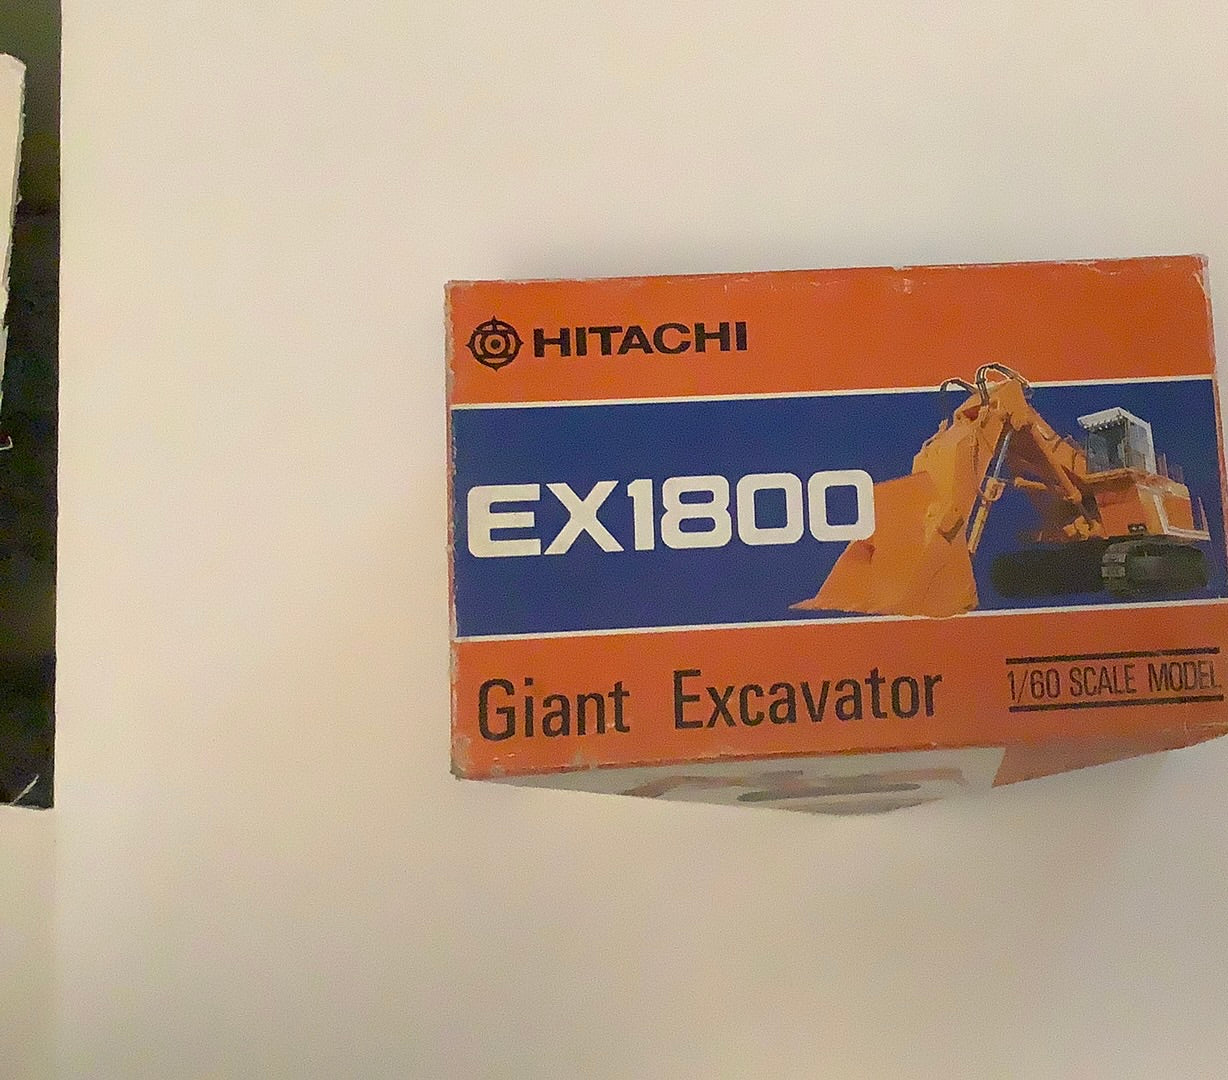 HITACHI
EX1800
Giant Excavator
1/60 SCALE MODEL